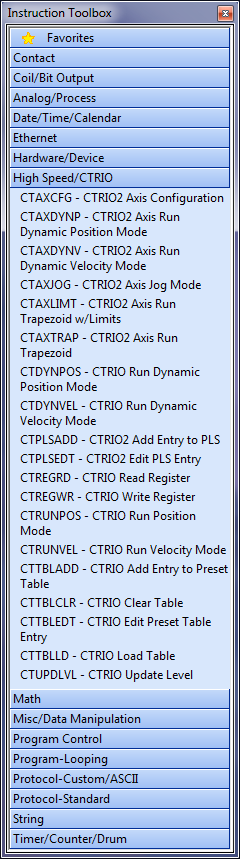 Instruction Toolbox
Favorites
Contact
Coil/Bit Output
Analog/Process
Date/Time/Calendar
Ethernet
Hardware/Device
High Speed/CTRIO
CTAXCFG - CTRIO2 Axis Configuration
CTAXDYNP - CTRIO2 Axis Run
Dynamic Position Mode
CTAXDYNV - CTRIO2 Axis Run
Dynamic Velocity Mode
CTAXJOG - CTRIO2 Axis Jog Mode
CTAXLIMT - CTRIO2 Axis Run
Trapezoid w/Limits
CTAXTRAP - CTRIO2 Axis Run
Trapezoid
CTDYNPOS - CTRIO Run Dynamic
Position Mode
CTDYNVEL - CTRIO Run Dynamic
Velocity Mode
CTPLSADD - CTRIO2 Add Entry to PLS
CTPLSEDT - CTRIO2 Edit PLS Entry
CTREGRD - CTRIO Read Register
CTREGWR - CTRIO Write Register
CTRUNPOS - CTRIO Run Position
Mode
CTRUNVEL - CTRIO Run Velocity Mode
CTTBLADD - CTRIO Add Entry to Preset
Table
CTTBLCLR - CTRIO Clear Table
CTTBLEDT - CTRIO Edit Preset Table
Entry
CTTBLLD - CTRIO Load Table
CTUPDLVL - CTRIO Update Level
Math
Misc/Data Manipulation
Program Control
Program-Looping
Protocol-Custom/ASCII
Protocol-Standard
String
Timer/Counter/Drum